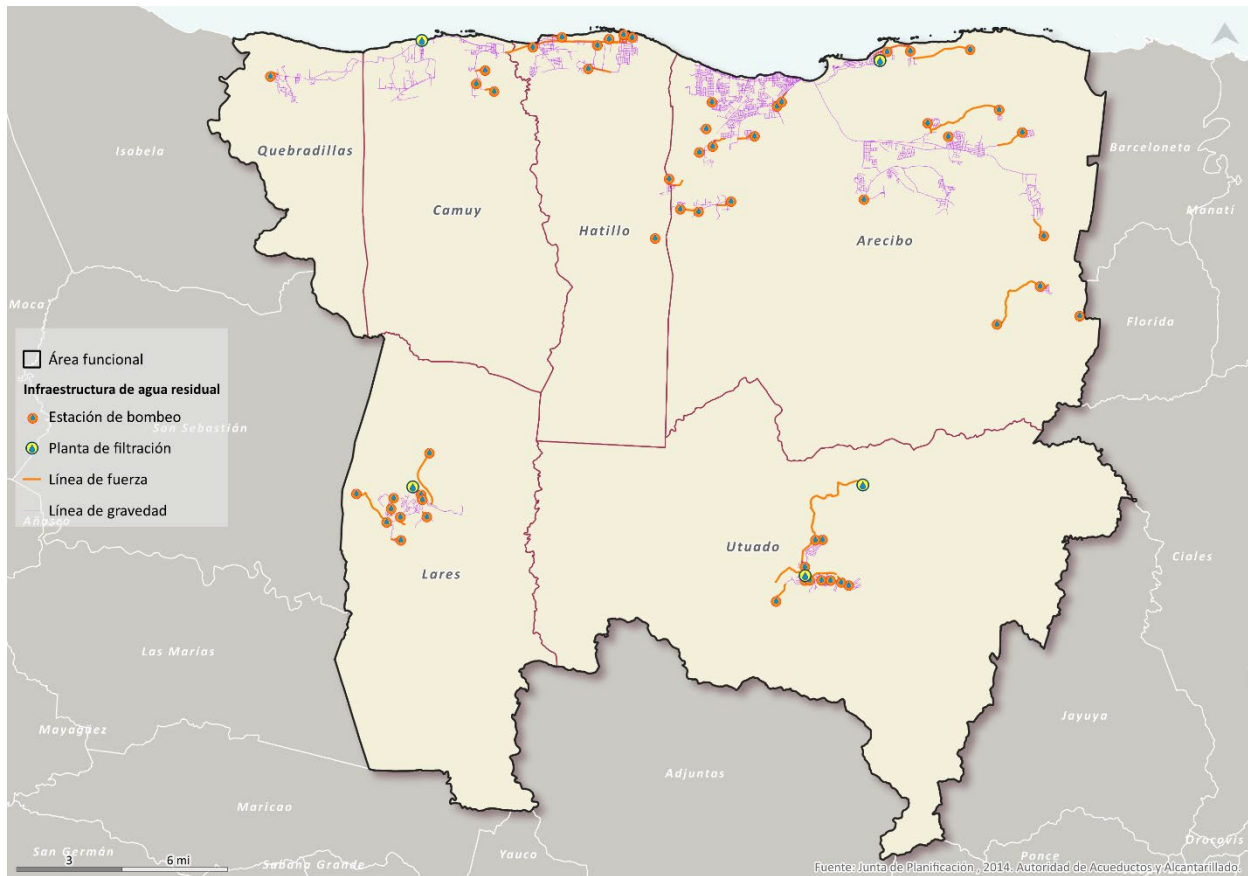 Isabela
Quebradillas
Camuy
Hatillo
Arecibo
Barceloneta
Manatí
Florida
Moca
Área funcional
Infraestructura de agua residual
Estación de bombeo
Planta de filtración
Línea de fuerza
Línea de gravedad
San Sebastián
Añasco
Lares
Utuado
Ciales
Las Marías
Mayagüez
Adjuntas
Jayuya
Maricao
San Germán
Sabana Grande
Yauco
Ponce
Orocovis
3 6 mi
Fuente: Junta de Planificación , 2014. Autoridad de Acueductos y Alcantarillado.